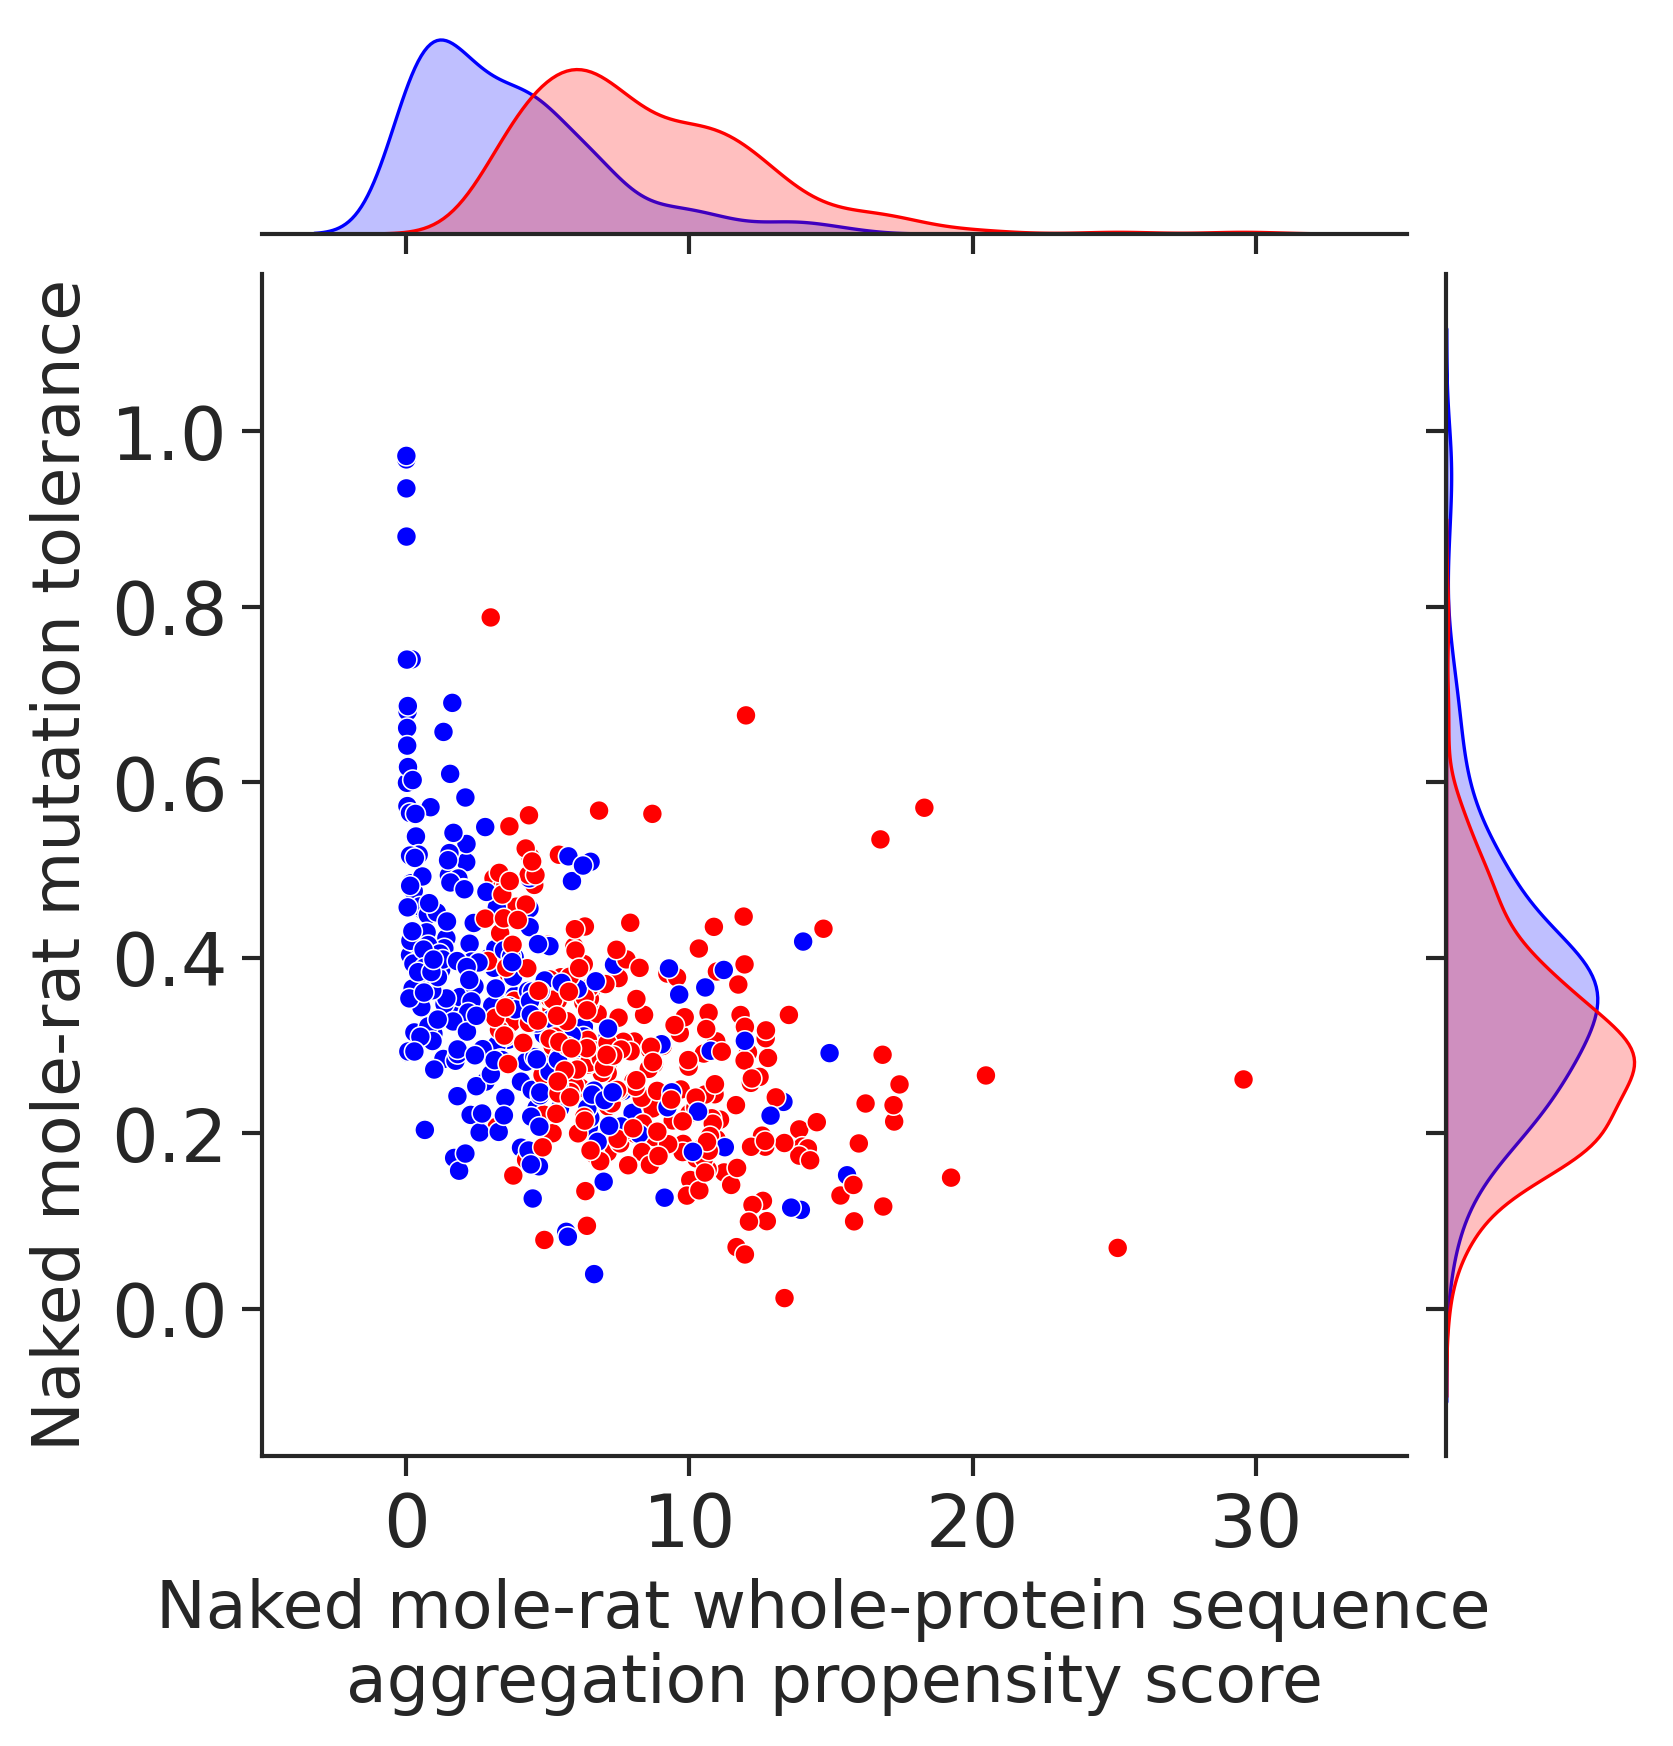 Naked mole-rat mutation tolerance
1.0
0.8
0.6
0.4
0.2
0.0
0 10 20 30
Naked mole-rat whole-protein sequence
aggregation propensity score